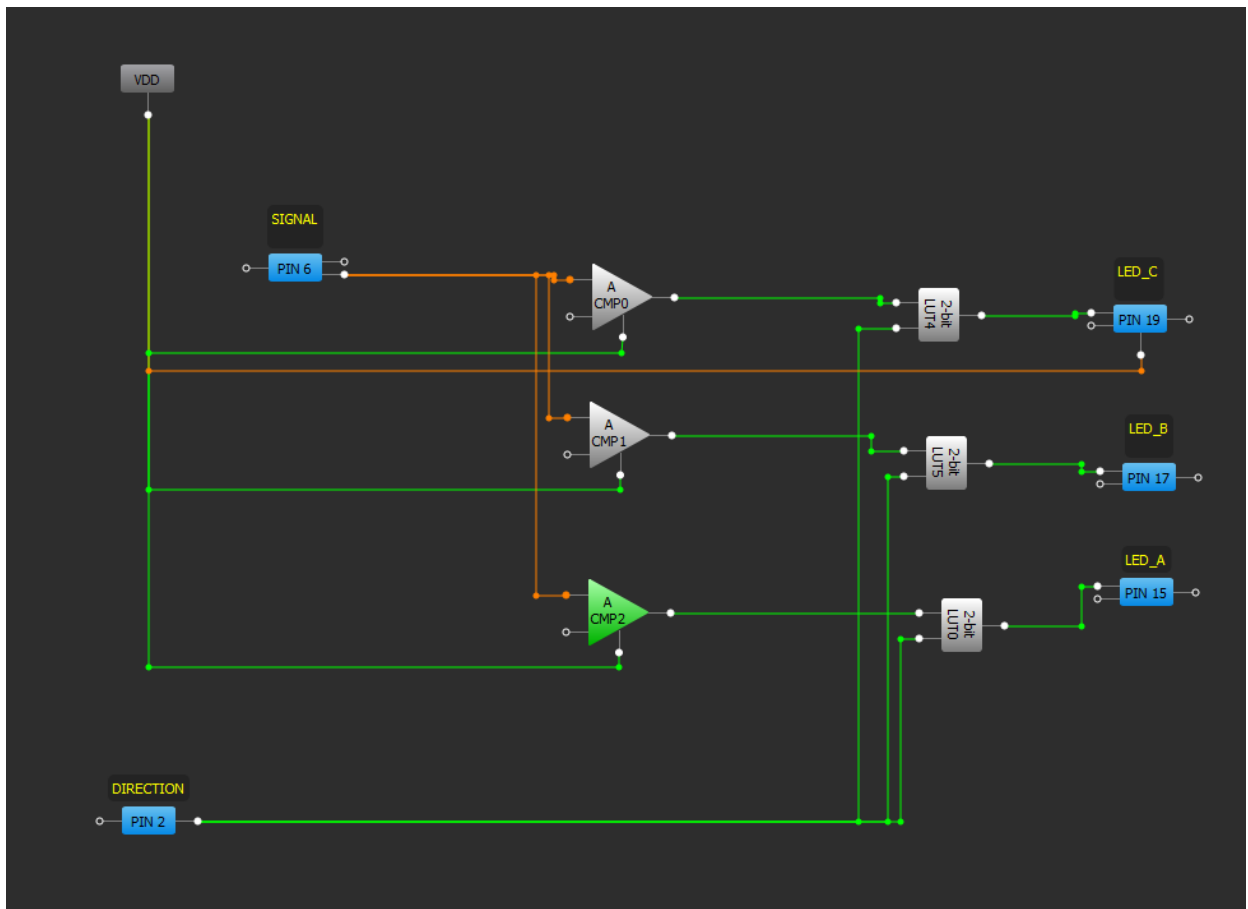 VDD
SIGNAL
PIN 6
A
CMP0
2-bit
LUT4
LED_C
PIN 19
A
CMP1
2-bit
LUT5
LED_B
PIN 17
A
CMP2
2-bit
LUT0
LED_A
PIN 15
DIRECTION
PIN 2